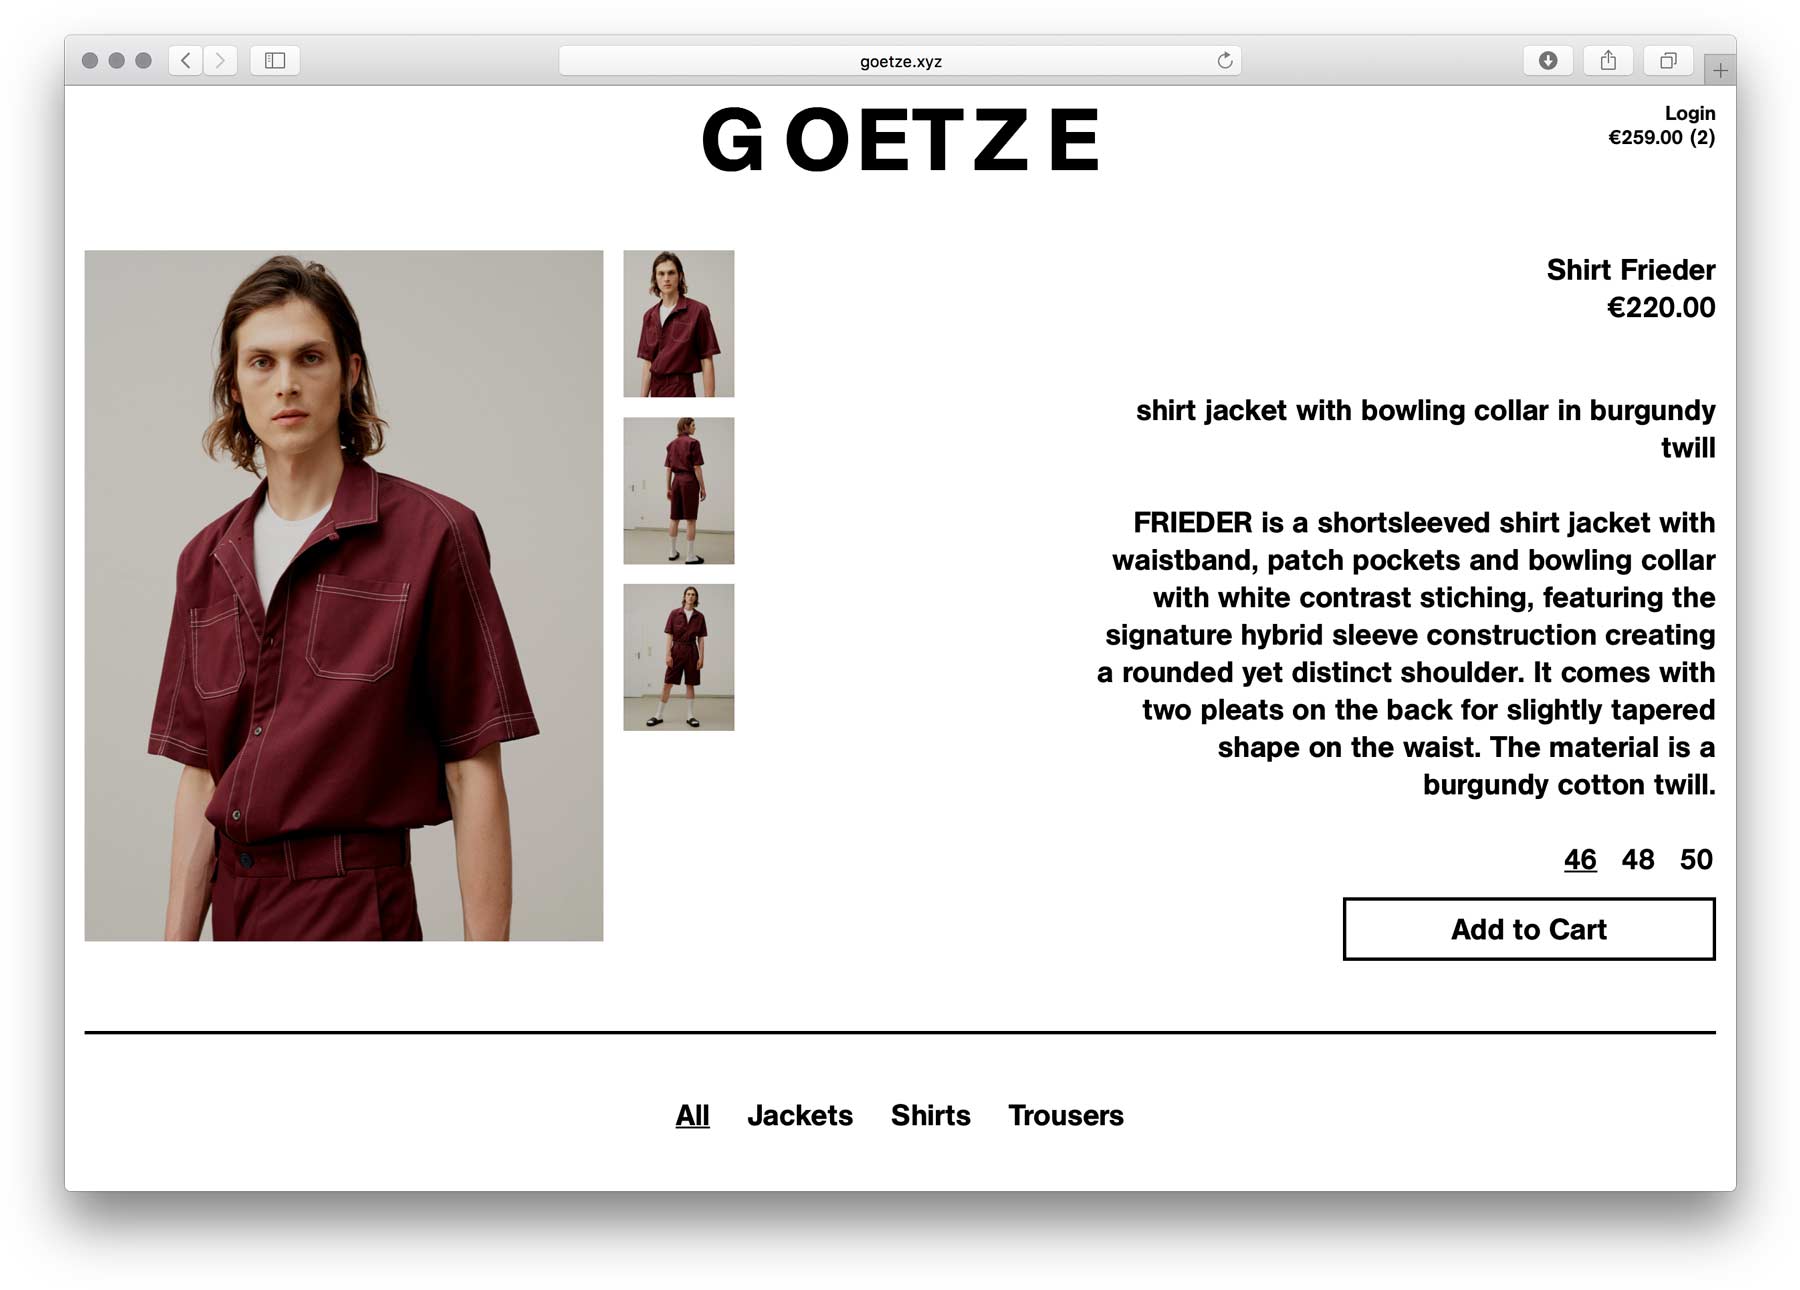 goetze.xyz
GOETZE
Login
€259.00 (2)
Shirt Frieder
€220.00
shirt jacket with bowling collar in burgundy
twill
FRIEDER is a shortsleeved shirt jacket with
waistband, patch pockets and bowling collar
with white contrast stiching, featuring the
signature hybrid sleeve construction creating
a rounded yet distinct shoulder. It comes with
two pleats on the back for slightly tapered
shape on the waist. The material is a
burgundy cotton twill.
46 48 50
Add to Cart
All Jackets Shirts Trousers